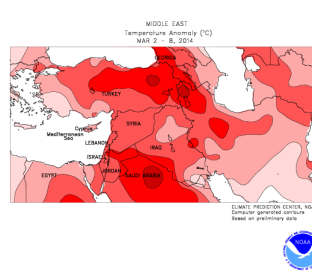 MIDDLE EAST
Temperature Anomaly (°C)
MAR 2 – 8, 2014
GEORGIA
TURKEY
Cyprus
Mediterranean
Sea
SYRIA
LEBANON
IRAQ
ISRAEL
JORDAN
EGYPT
SAUDI ARABIA
CLIMATE PREDICTION CENTER, NOA
Computer generated contours
Based on preliminary data
NOAA